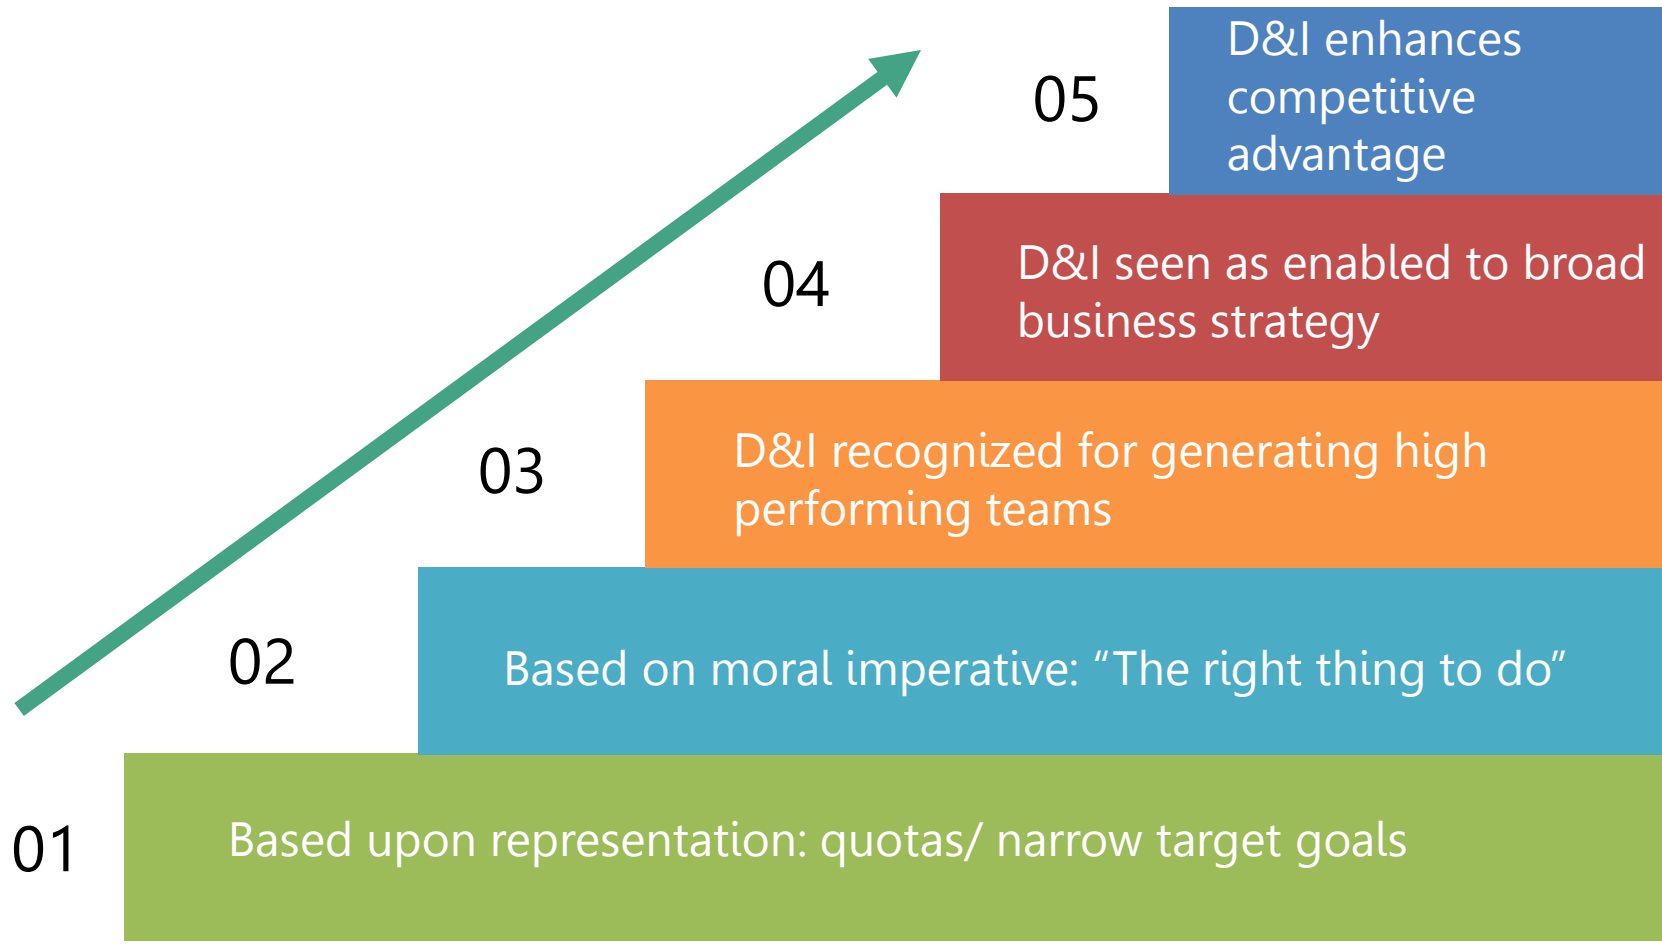 05
D&I enhances
competitive
advantage
04
D&I seen as enabled to broad
business strategy
03
D&I recognized for generating high
performing teams
02
Based on moral imperative: “The right thing to do”
01
Based upon representation: quotas/ narrow target goals